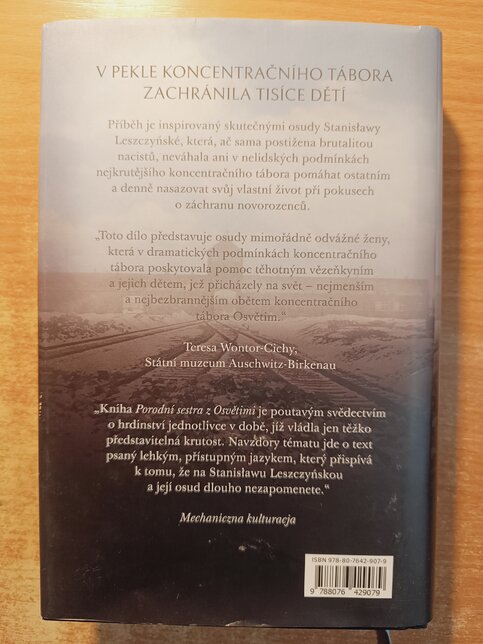 V PEKLE KONCENTRAČNÍHO TÁBORA
ZACHRÁNILA TISÍCE DĚTÍ
Příběh je inspirovaný skutečnými osudy Stanisławy
Leszczyńské, která, ač sama postižena brutalitou
nacistů, neváhala ani v nelidských podmínkách
nejkrutějšího koncentračního tábora pomáhat ostatním
a denně nasazovat svůj vlastní život při pokusech
o záchranu novorozenců.
„Toto dílo představuje osudy mimořádně odvážné ženy,
která v dramatických podmínkách koncentračního
tábora poskytovala pomoc těhotným vězeňkyním
a jejich dětem, jež přicházely na svět – nejmenším
a nejbezbrannějším obětem koncentračního
tábora Osvětim.“
Teresa Wontor-Cichy,
Státní muzeum Auschwitz-Birkenau
„Kniha Porodní sestra z Osvětimi je poutavým svědectvím
o hrdinství jednotlivce v době, jíž vládla jen těžko
představitelná krutost. Navzdory tématu jde o text
psaný lehkým, přístupným jazykem, který přispívá
k tomu, že na Stanisławu Leszczyńskou
a její osud dlouho nezapomenete.“
Mechaniczna kulturacja
ISBN 978-80-7642-907-9
9 788076 429079